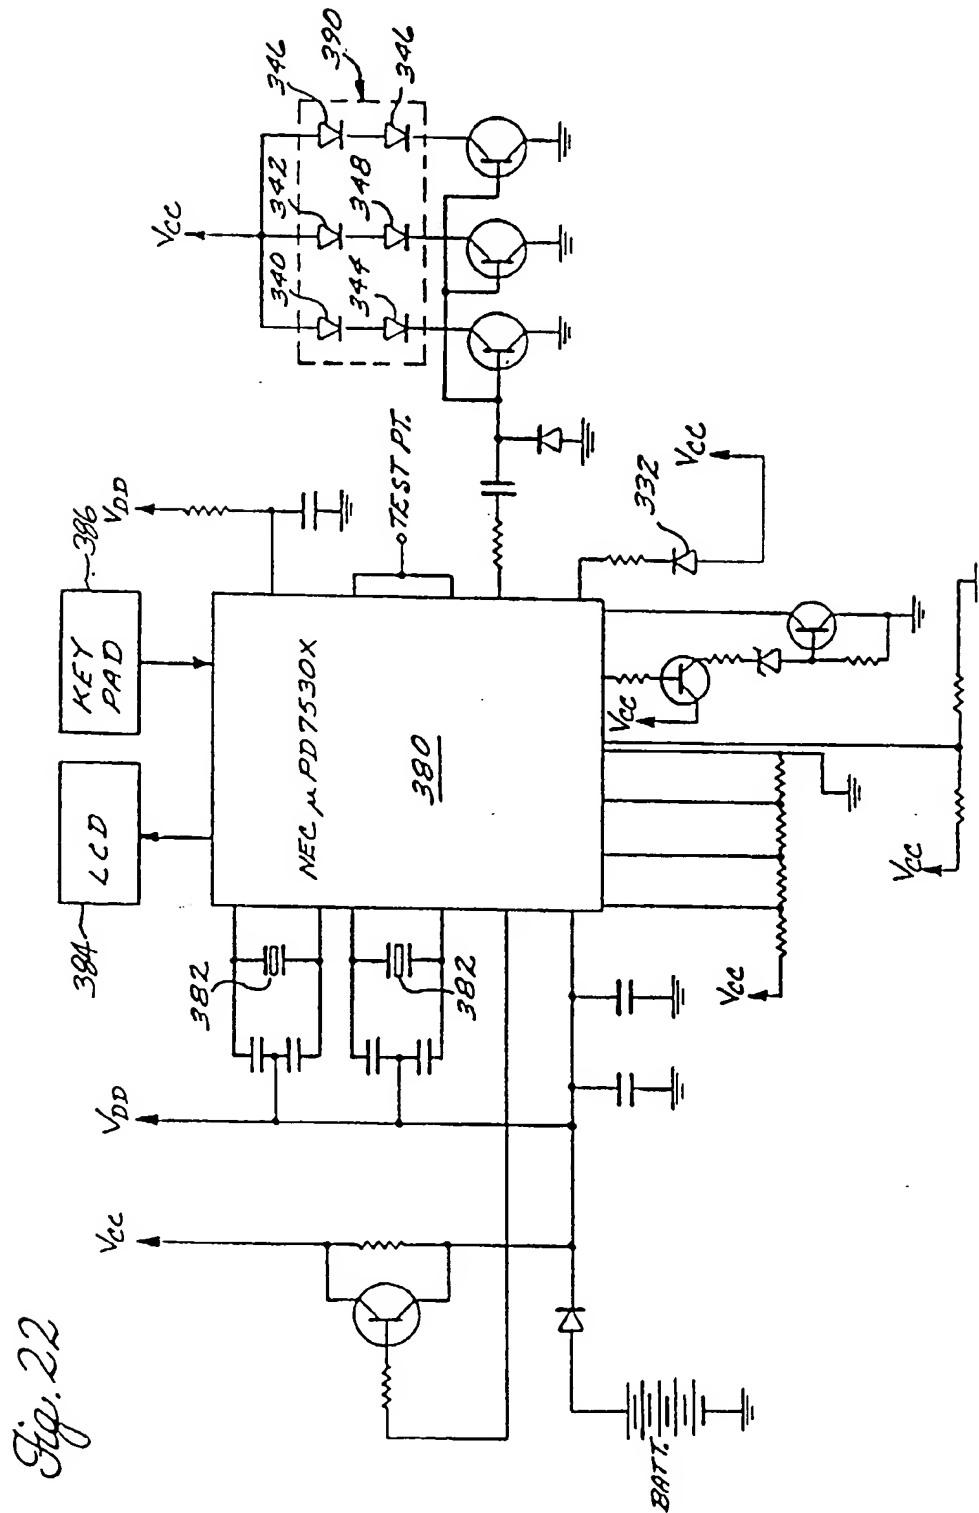 Fig. 22
VCC
VDD
BATT.
384
LCD
KEY
PAD
386
382
382
NEC μPD7530X
380
VDD
TEST PT.
VCC
340
342
346
344
348
346
390
332
VCC
VCC
VCC
VCC